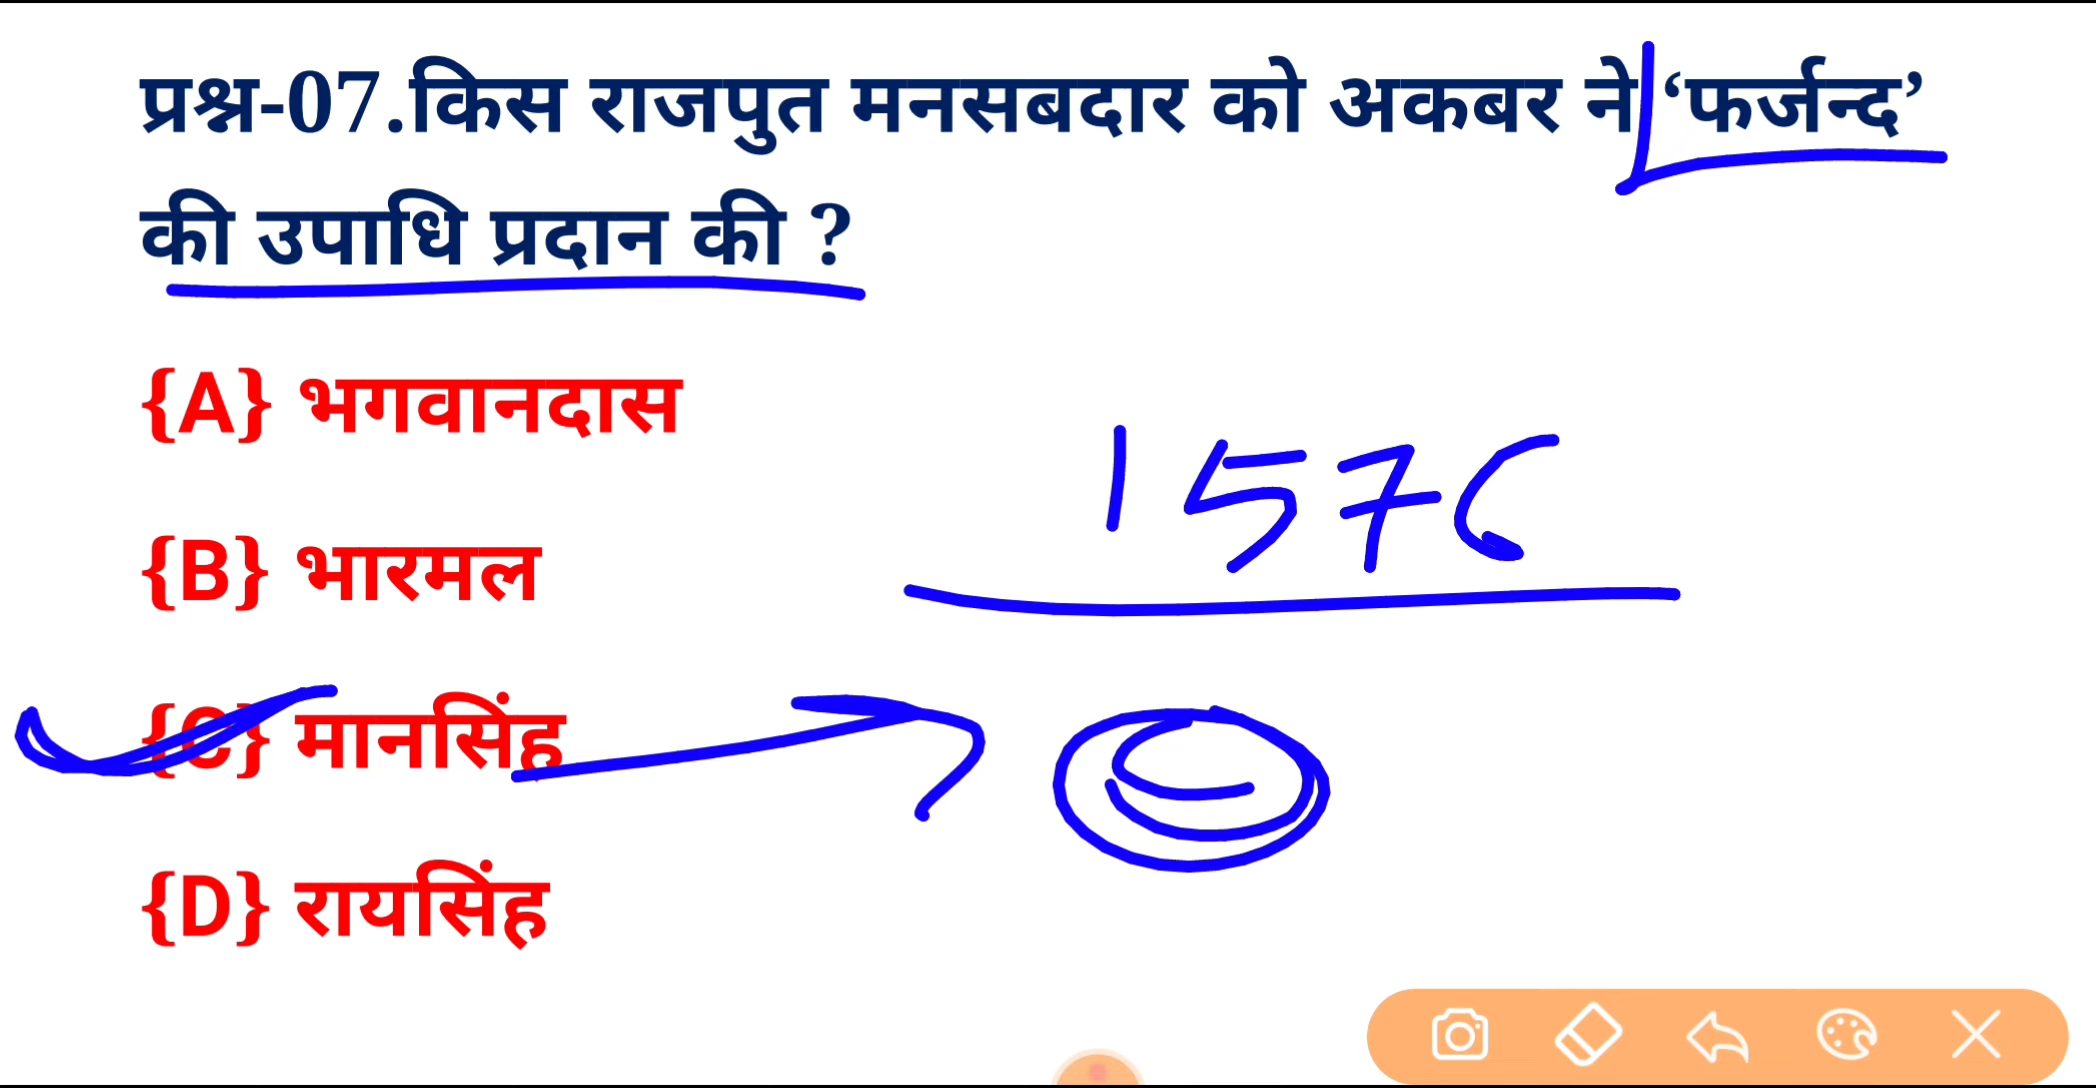 प्रश्न-07.किस राजपुत मनसबदार को अकबर ने ‘फर्जन्द’
की उपाधि प्रदान की ?
{A} भगवानदास
{B} भारमल
1576
{C} मानसिंह
{D} रायसिंह